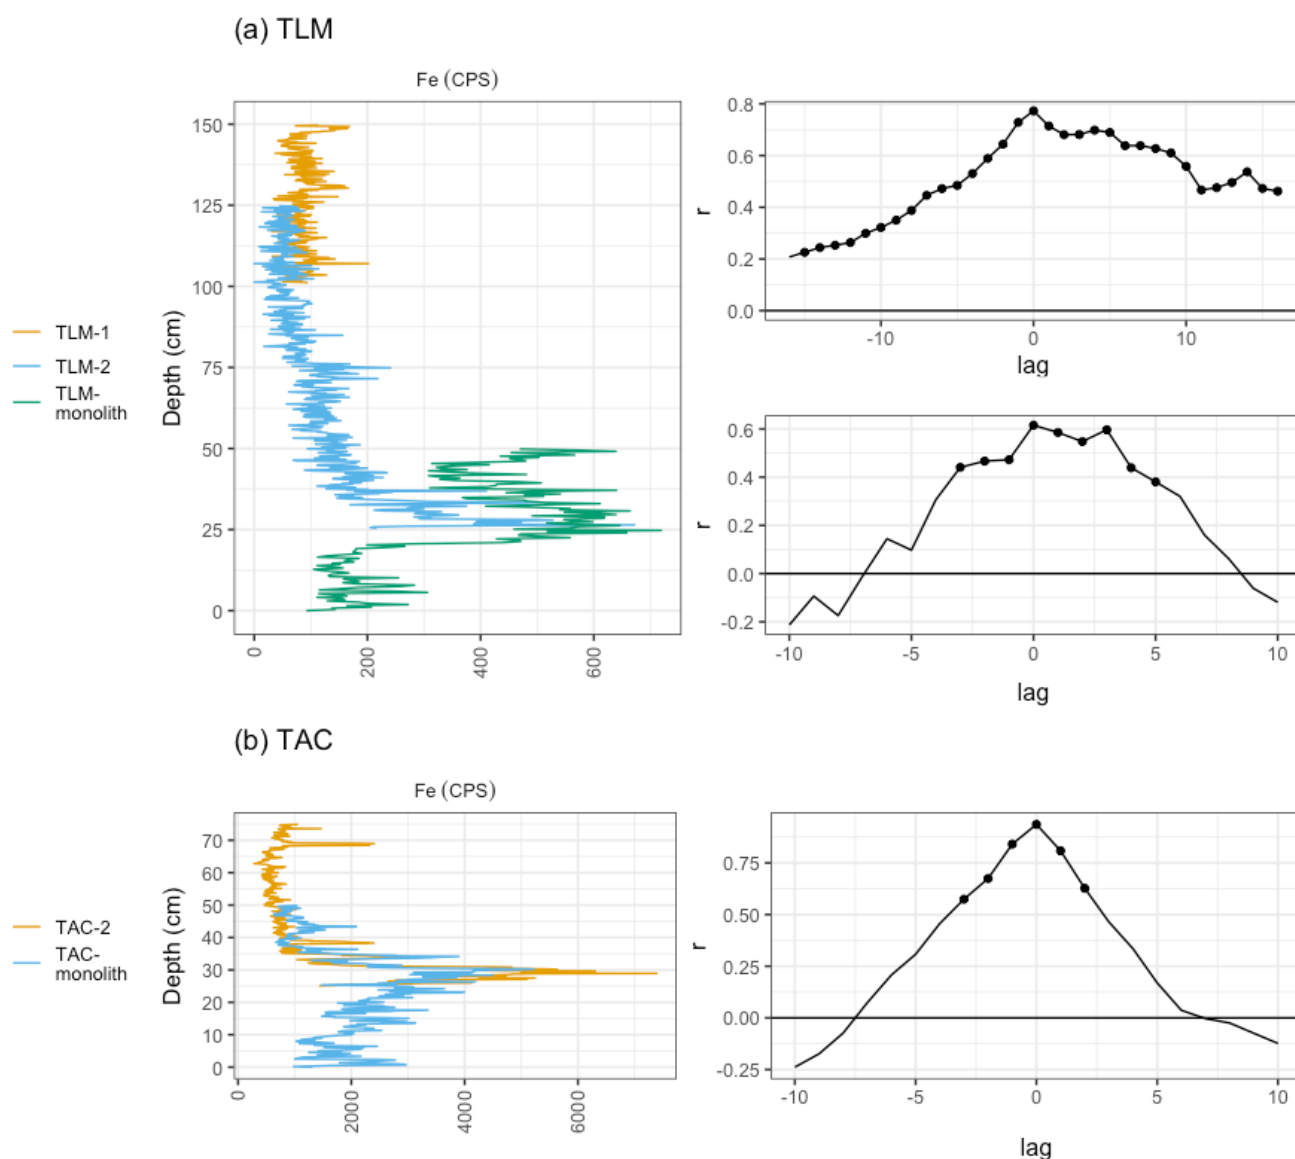 (a) TLM
Fe (CPS)
150
125
100
75
50
25
0
Depth (cm)
0
200
400
600
TLM-1
TLM-2
TLM-
monolith
0.8
0.6
0.4
0.2
0.0
r
-10
0
10
lag
0.6
0.4
0.2
0.0
-0.2
r
-10
-5
0
5
10
lag
(b) TAC
Fe (CPS)
70
60
50
40
30
20
10
0
Depth (cm)
0
2000
4000
6000
TAC-2
TAC-
monolith
0.75
0.50
0.25
0.00
-0.25
r
-10
-5
0
5
10
lag